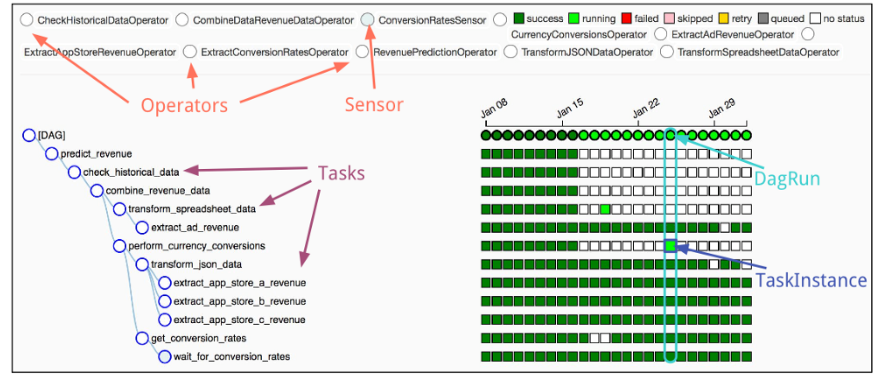 CheckHistoricalDataOperator CombineDataRevenueDataOperator ConversionRatesSensor success running failed skipped retry queued no status
CurrencyConversionsOperator ExtractAdRevenueOperator
ExtractAppStoreRevenueOperator ExtractConversionRatesOperator RevenuePredictionOperator TransformJSONDataOperator TransformSpreadsheetDataOperator
Operators Sensor
Jan 08 Jan 15 Jan 22 Jan 29
[DAG]
predict_revenue
check_historical_data
Tasks
DagRun
combine_revenue_data
transform_spreadsheet_data
extract_ad_revenue
perform_currency_conversions
transform_json_data
TaskInstance
extract_app_store_a_revenue
extract_app_store_b_revenue
extract_app_store_c_revenue
get_conversion_rates
wait_for_conversion_rates